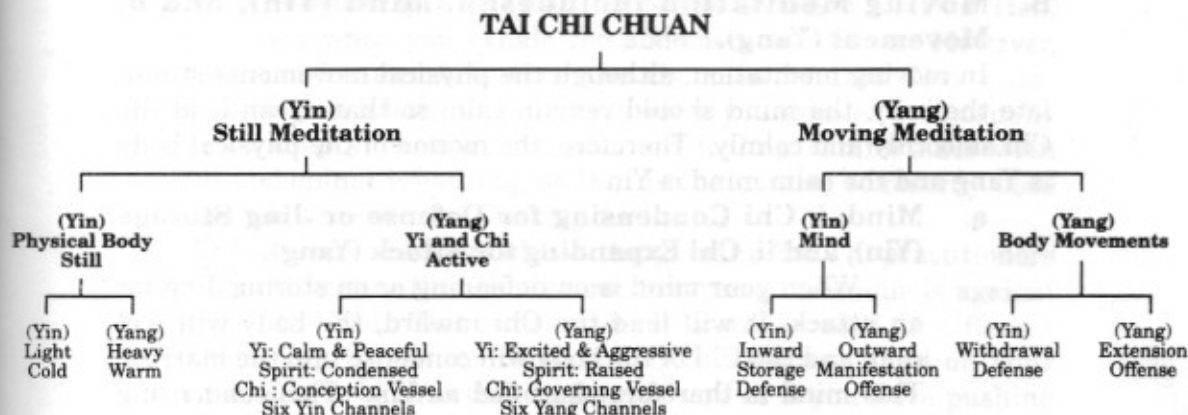 TAI CHI CHUAN
(Yin)
Still Meditation
(Yang)
Moving Meditation
(Yin)
Physical Body
Still
(Yang)
Yi and Chi
Active
(Yin)
Mind
(Yang)
Body Movements
(Yin)
Light
Cold
(Yang)
Heavy
Warm
(Yin)
Yi: Calm & Peaceful
Spirit: Condensed
Chi : Conception Vessel
Six Yin Channels
(Yang)
Yi: Excited & Aggressive
Spirit: Raised
Chi: Governing Vessel
Six Yang Channels
(Yin)
Inward
Storage
Defense
(Yang)
Outward
Manifestation
Offense
(Yin)
Withdrawal
Defense
(Yang)
Extension
Offense